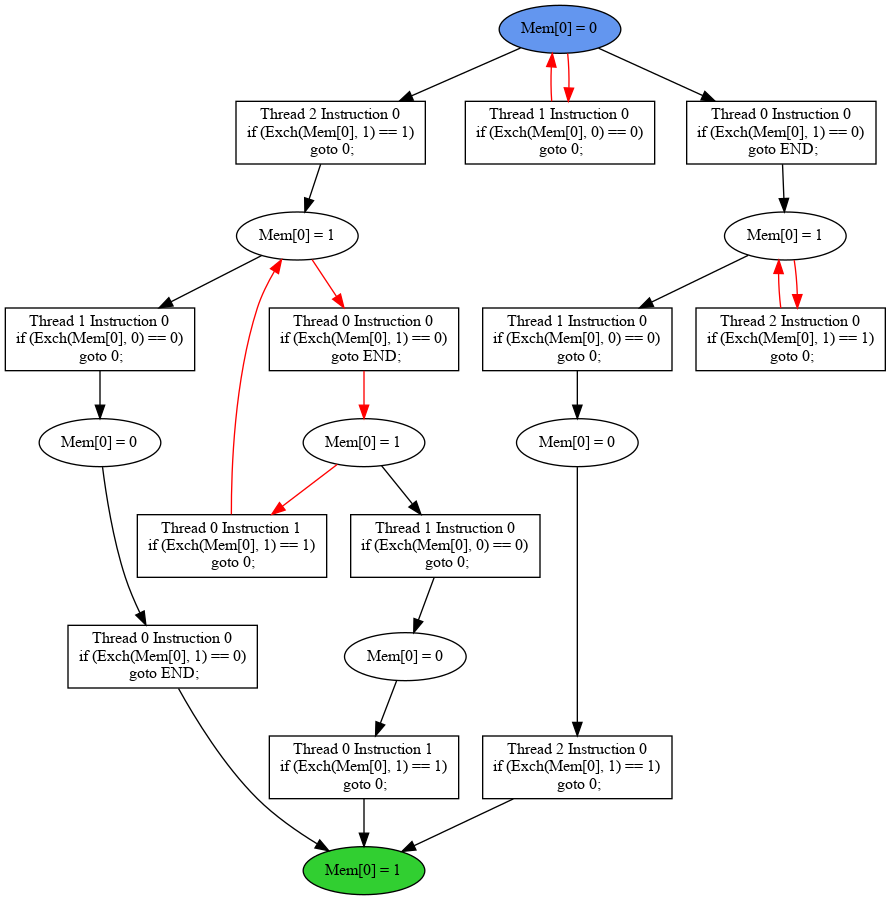 Mem[0] = 0
Thread 2 Instruction 0
if (Exch(Mem[0], 1) == 1)
goto 0;
Thread 1 Instruction 0
if (Exch(Mem[0], 0) == 0)
goto 0;
Thread 0 Instruction 0
if (Exch(Mem[0], 1) == 0)
goto END;
Mem[0] = 1
Mem[0] = 1
Thread 1 Instruction 0
if (Exch(Mem[0], 0) == 0)
goto 0;
Thread 0 Instruction 0
if (Exch(Mem[0], 1) == 0)
goto END;
Thread 1 Instruction 0
if (Exch(Mem[0], 0) == 0)
goto 0;
Thread 2 Instruction 0
if (Exch(Mem[0], 1) == 1)
goto 0;
Mem[0] = 0
Mem[0] = 1
Mem[0] = 0
Thread 0 Instruction 1
if (Exch(Mem[0], 1) == 1)
goto 0;
Thread 1 Instruction 0
if (Exch(Mem[0], 0) == 0)
goto 0;
Thread 0 Instruction 0
if (Exch(Mem[0], 1) == 0)
goto END;
Mem[0] = 0
Thread 0 Instruction 1
if (Exch(Mem[0], 1) == 1)
goto 0;
Thread 2 Instruction 0
if (Exch(Mem[0], 1) == 1)
goto 0;
Mem[0] = 1